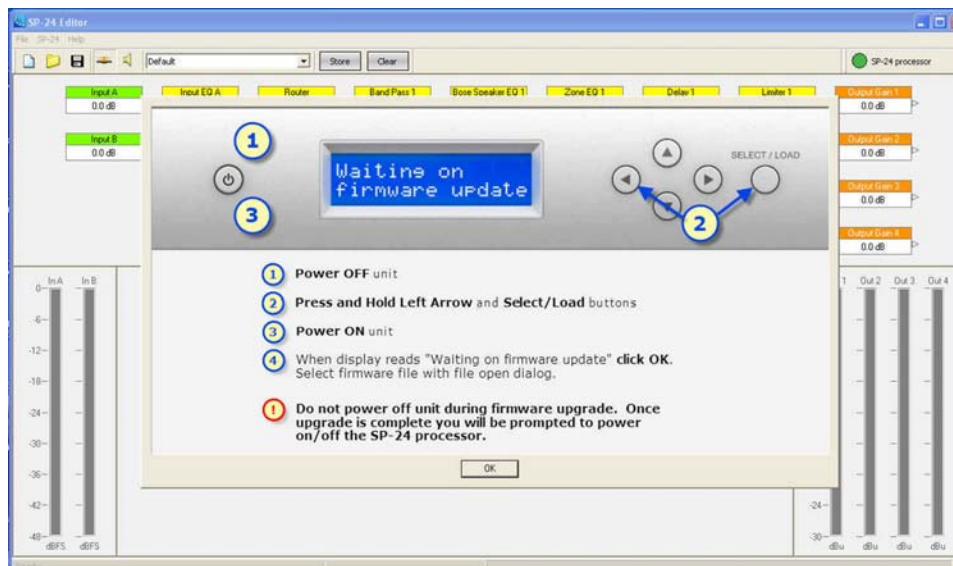 SP-24 Editor
File SP-24 Help
Default Store Clear SP-24 processor
Input A Input EQ A Router Band Pass 1 Bose Speaker EQ 1 Zone EQ 1 Delay 1 Limiter 1 Output Gain 1
0.0 dB 0.0 dB
Input B Output Gain 2
0.0 dB 0.0 dB
Output Gain 3
0.0 dB
Output Gain 4
0.0 dB
1
3
Waiting on
firmware update
SELECT / LOAD
2
1 Power OFF unit
2 Press and Hold Left Arrow and Select/Load buttons
3 Power ON unit
4 When display reads "Waiting on firmware update" click OK.
Select firmware file with file open dialog.
! Do not power off unit during firmware upgrade. Once
upgrade is complete you will be prompted to power
on/off the SP-24 processor.
OK
In A In B
0
-6
-12
-18
-24
-30
-36
-42
-48
dBFS dBFS
1 Out 2 Out 3 Out 4
-24
-30
dBu dBu dBu dBu